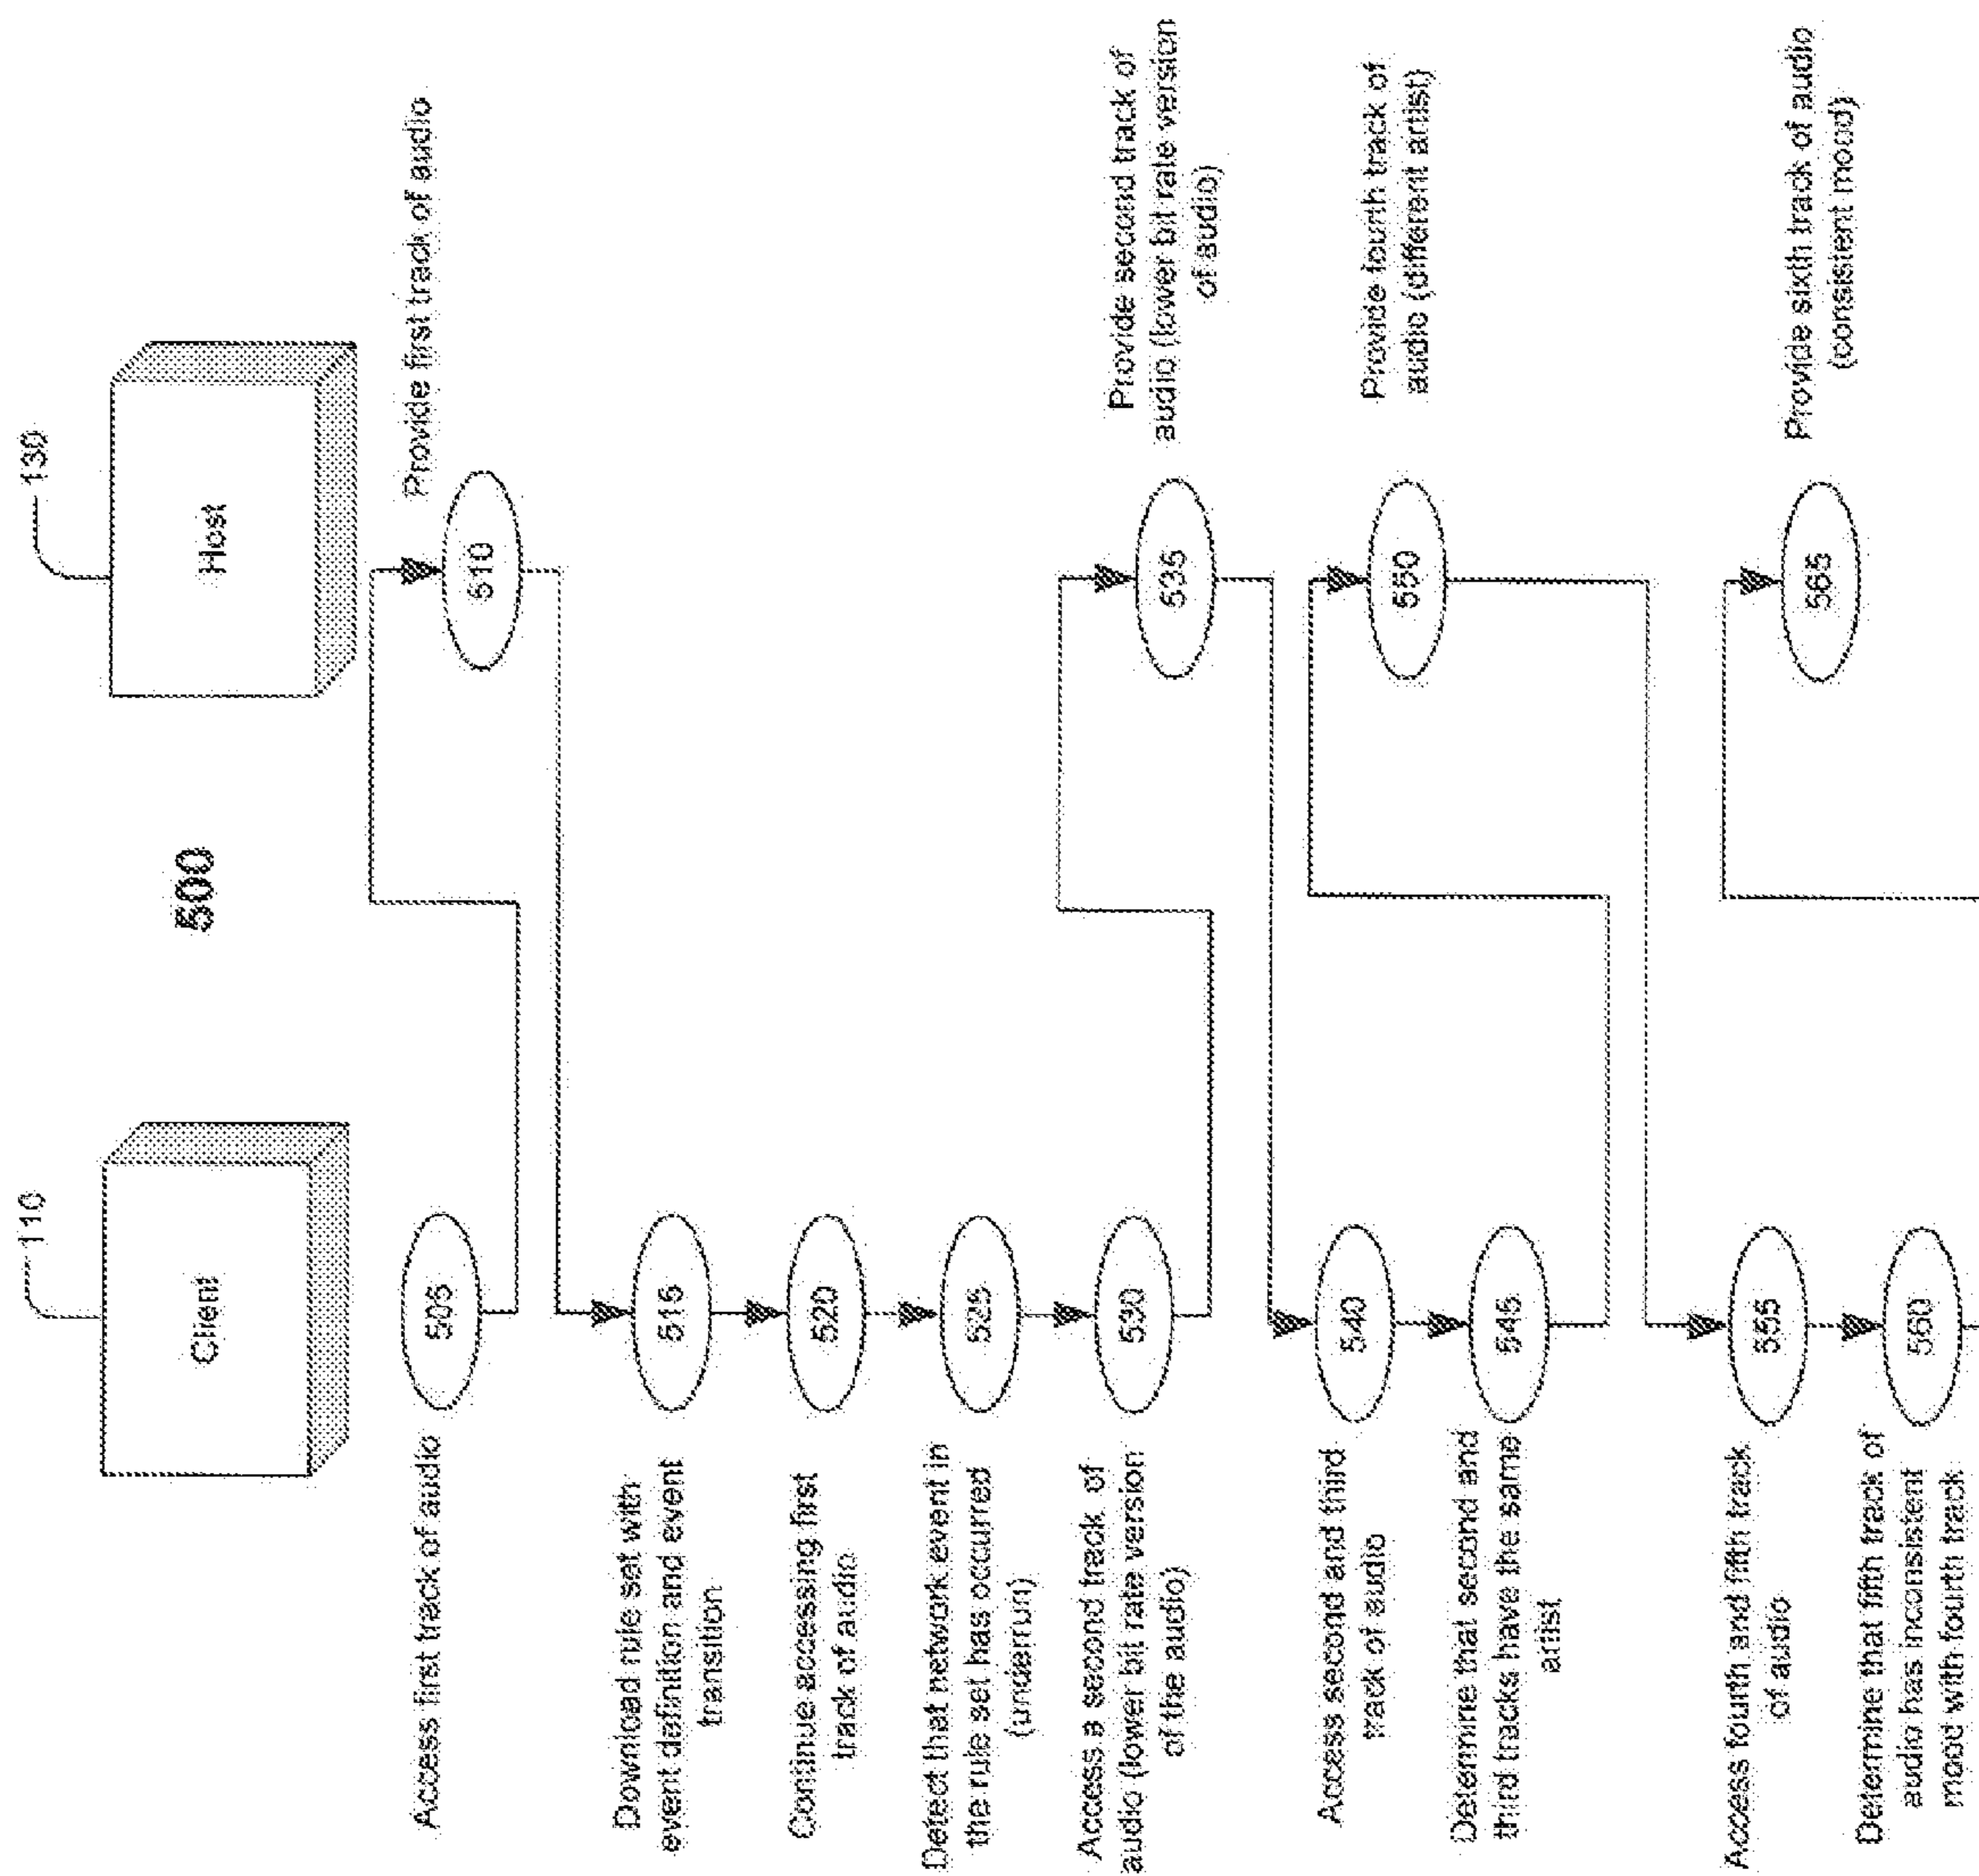 500
110
Client
130
Host
Access first track of audio
505
510
Provide first track of audio
Download rule set with
event definition and event
transition
515
Continue accessing first
track of audio
520
Detect that network event in
the rule set has occurred
(underrun)
525
Access a second track of
audio (lower bit rate version
of the audio)
530
535
Provide second track of
audio (lower bit rate version
of audio)
Access second and third
track of audio
540
Determine that second and
third tracks have the same
artist
545
550
Provide fourth track of
audio (different artist)
Access fourth and fifth track
of audio
555
Determine that fifth track of
audio has inconsistent
mood with fourth track
560
565
Provide sixth track of audio
(consistent mod)